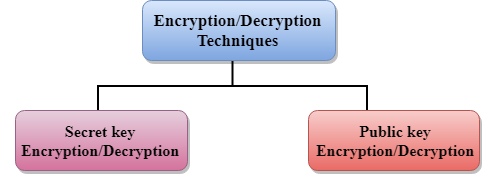 Encryption/Decryption
Techniques
Secret key
Encryption/Decryption
Public key
Encryption/Decryption